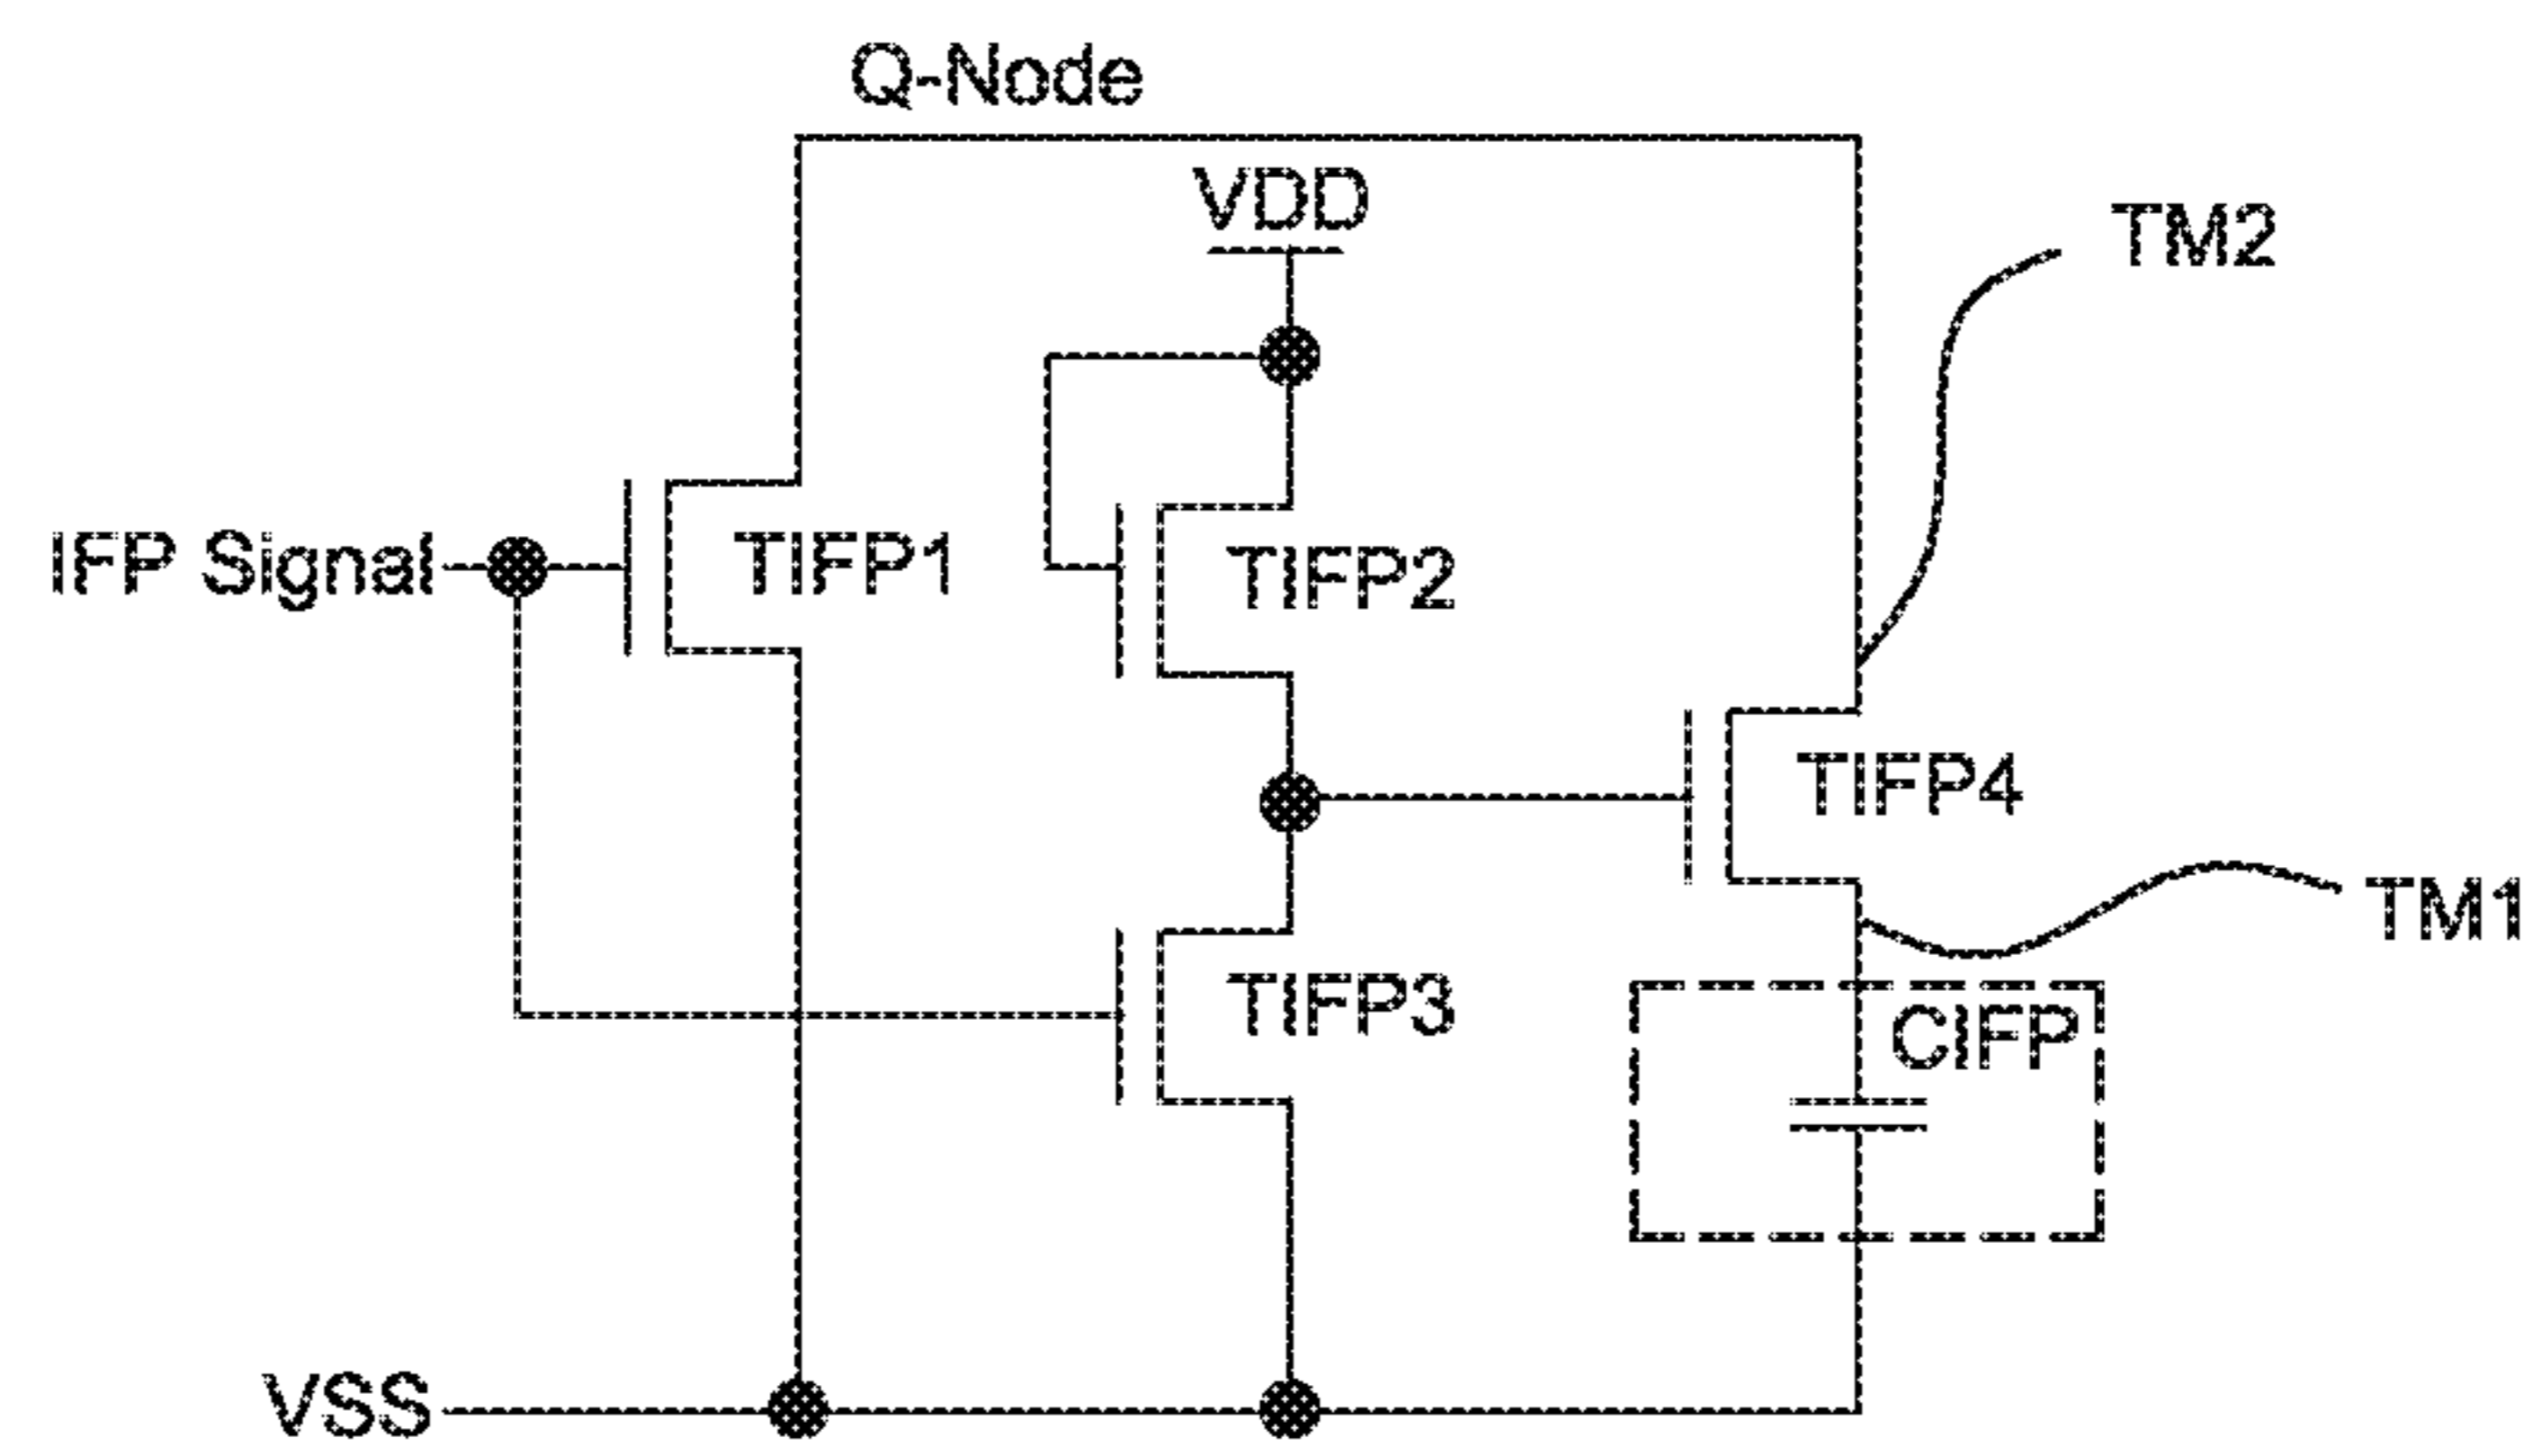 Q-Node
VDD
TM2
IFP Signal
TIFP1
TIFP2
TIFP4
TM1
TIFP3
CIFP
VSS